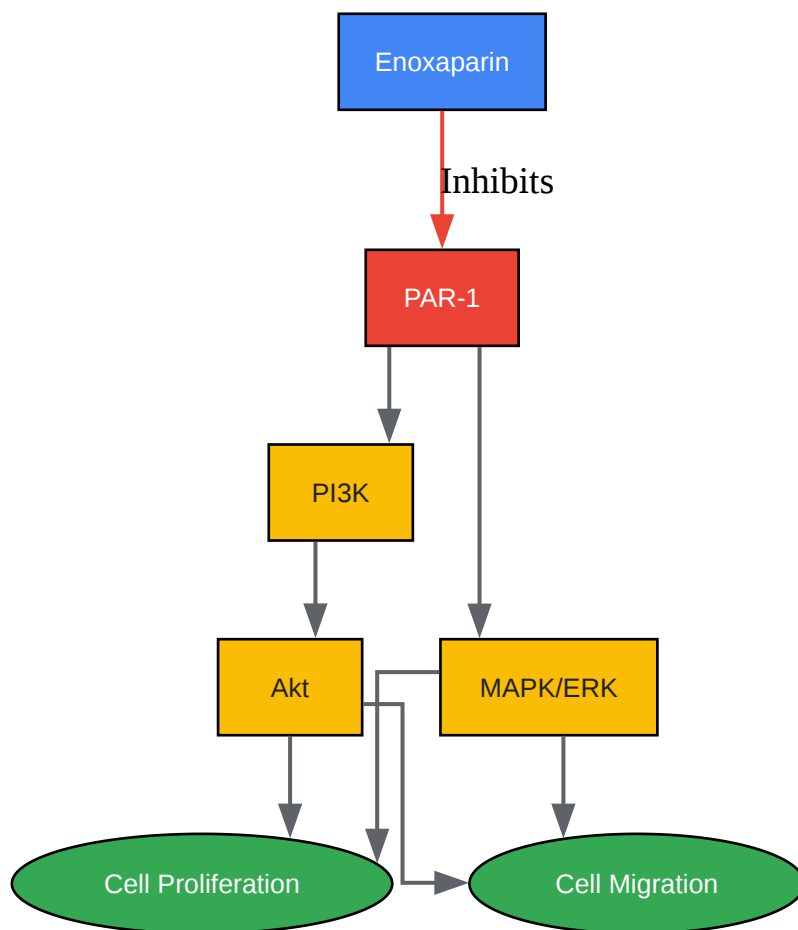 Enoxaparin
Inhibits
PAR-1
PI3K
Akt
MAPK/ERK
Cell Proliferation
Cell Migration